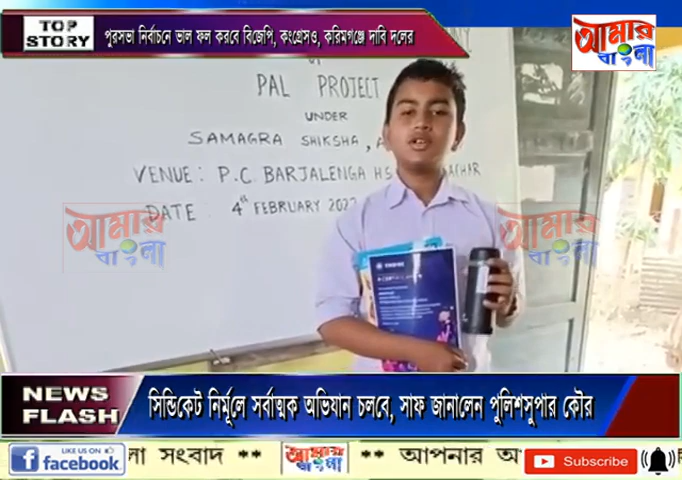 TOP STORY
পুরসভা নির্বাচনে ভাল ফল করবে বিজেপি, কংগ্রেসও, করিমগঞ্জে দাবি দলের
আমার বাংলা
OF
PAL PROJECT
UNDER
SAMAGRA SHIKSHA,
VENUE: P.C. BARJALENGA HS
DATE : 4th FEBRUARY 2022
আমার বাংলা
আমার বাংলা
NEWS FLASH
সিন্ডিকেট নির্মূলে সর্বাত্মক অভিযান চলবে, সাফ জানালেন পুলিশসুপার কৌর
LIKE US ON
facebook
লা সংবাদ ** আমার বাংলা ** আপনার
Subscribe